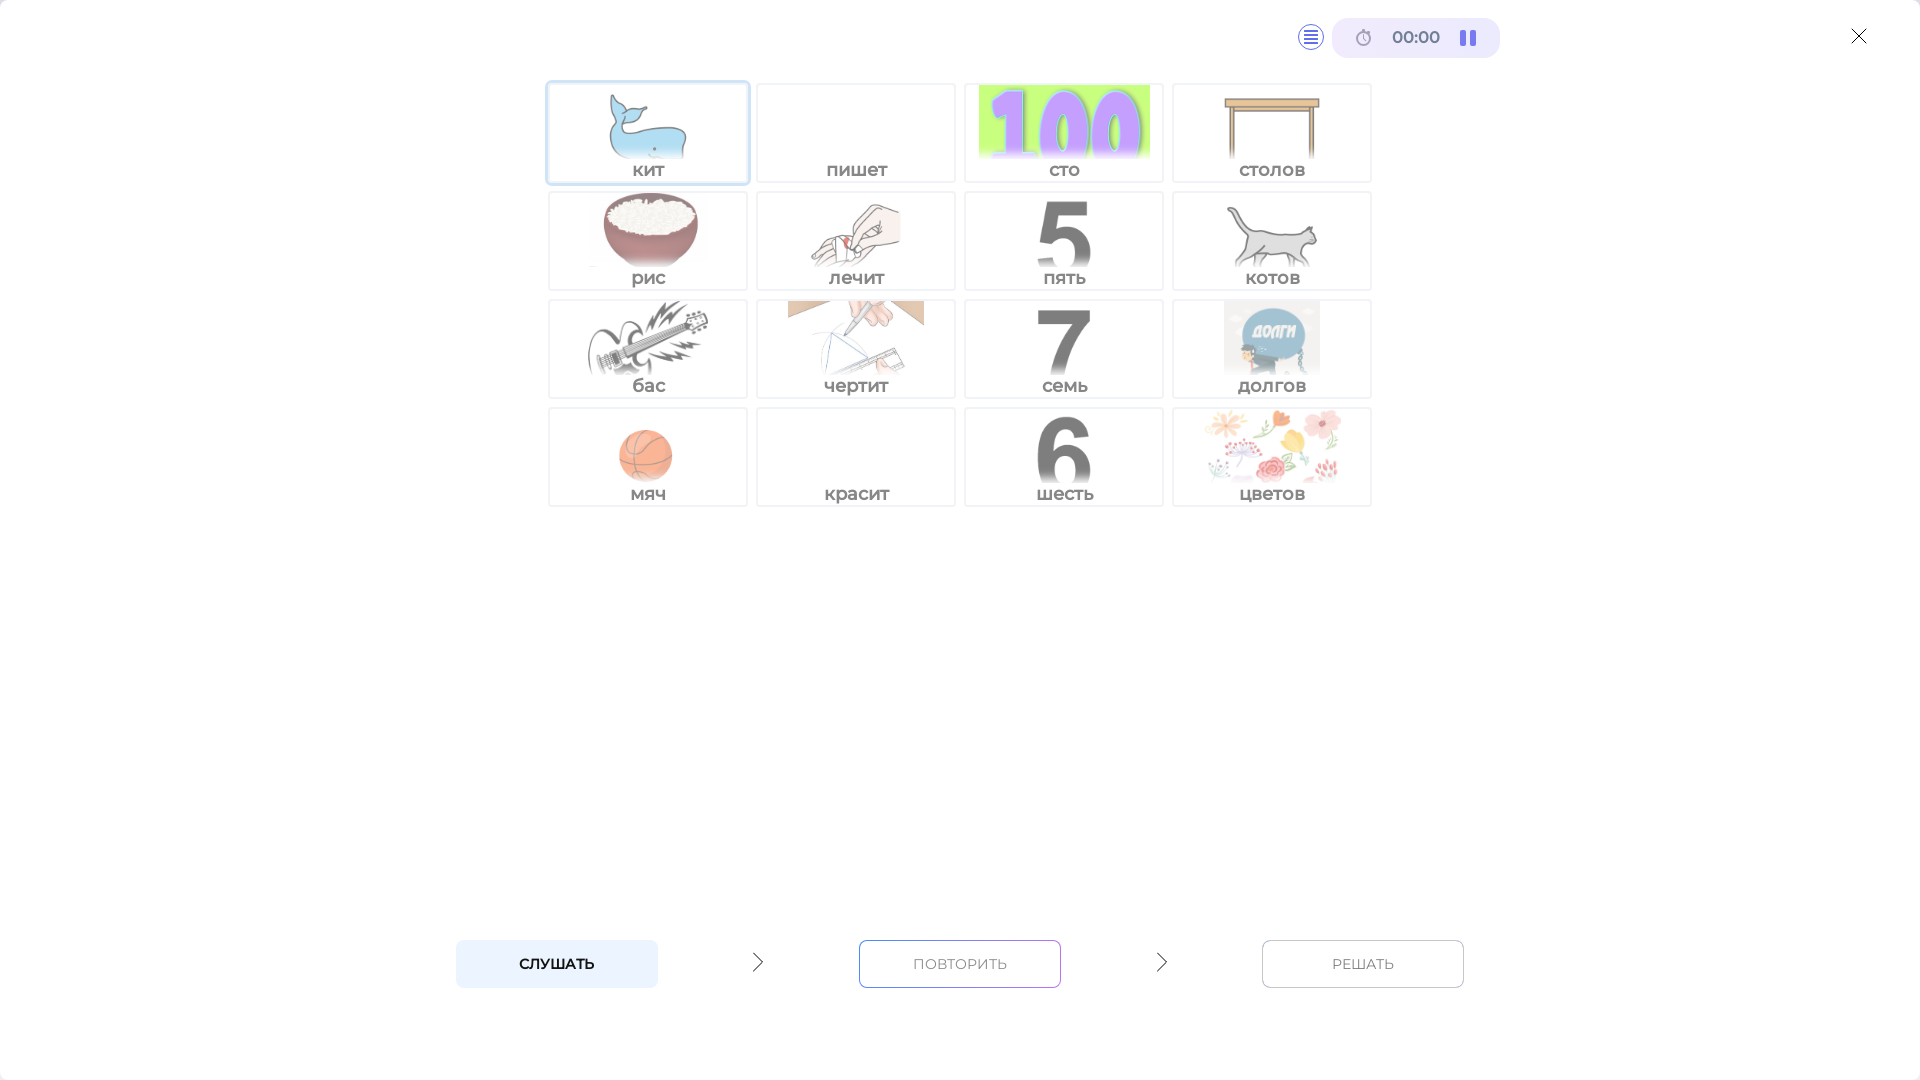 00:00
кит
пишет
100
сто
столов
рис
лечит
5
пять
котов
бас
чертит
7
семь
ДОЛГИ
долгов
мяч
красит
6
шесть
цветов
СЛУШАТЬ
ПОВТОРИТЬ
РЕШАТЬ